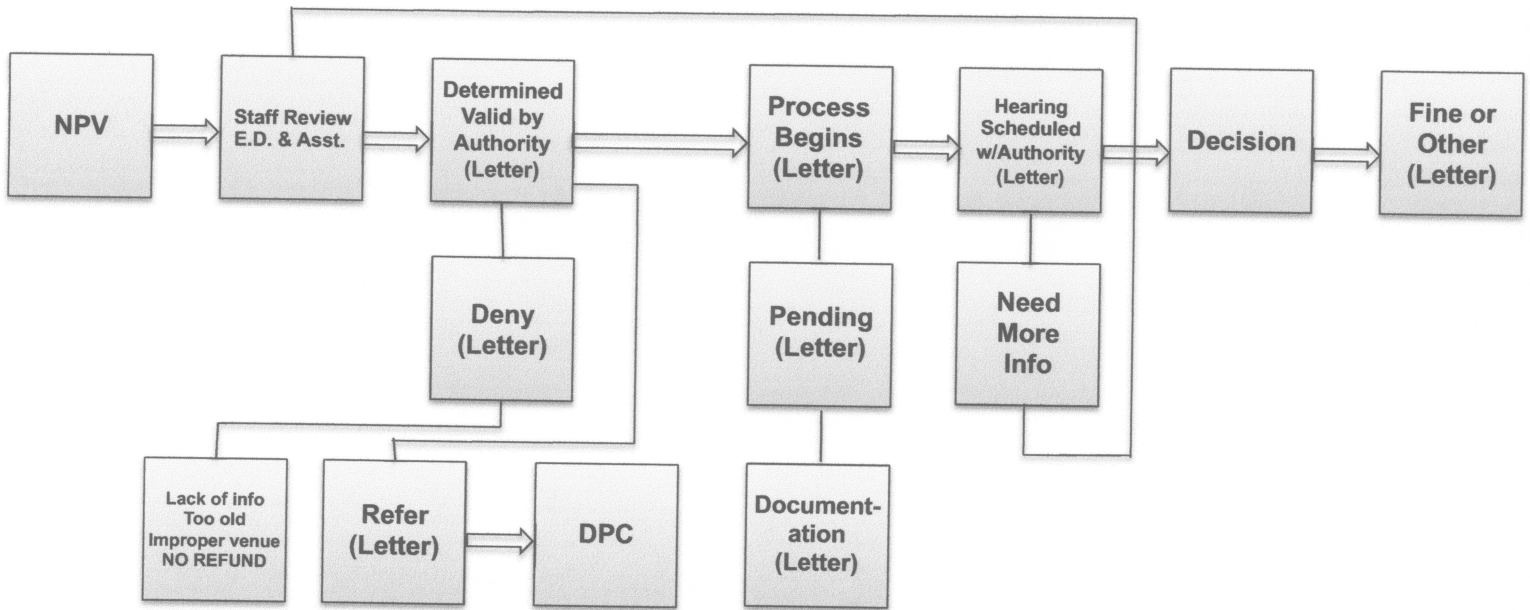 NPV
Staff Review
E.D. & Asst.
Determined
Valid by
Authority
(Letter)
Process
Begins
(Letter)
Hearing
Scheduled
w/Authority
(Letter)
Decision
Fine or
Other
(Letter)
Deny
(Letter)
Pending
(Letter)
Need
More
Info
Lack of info
Too old
Improper venue
NO REFUND
Refer
(Letter)
DPC
Document-
ation
(Letter)